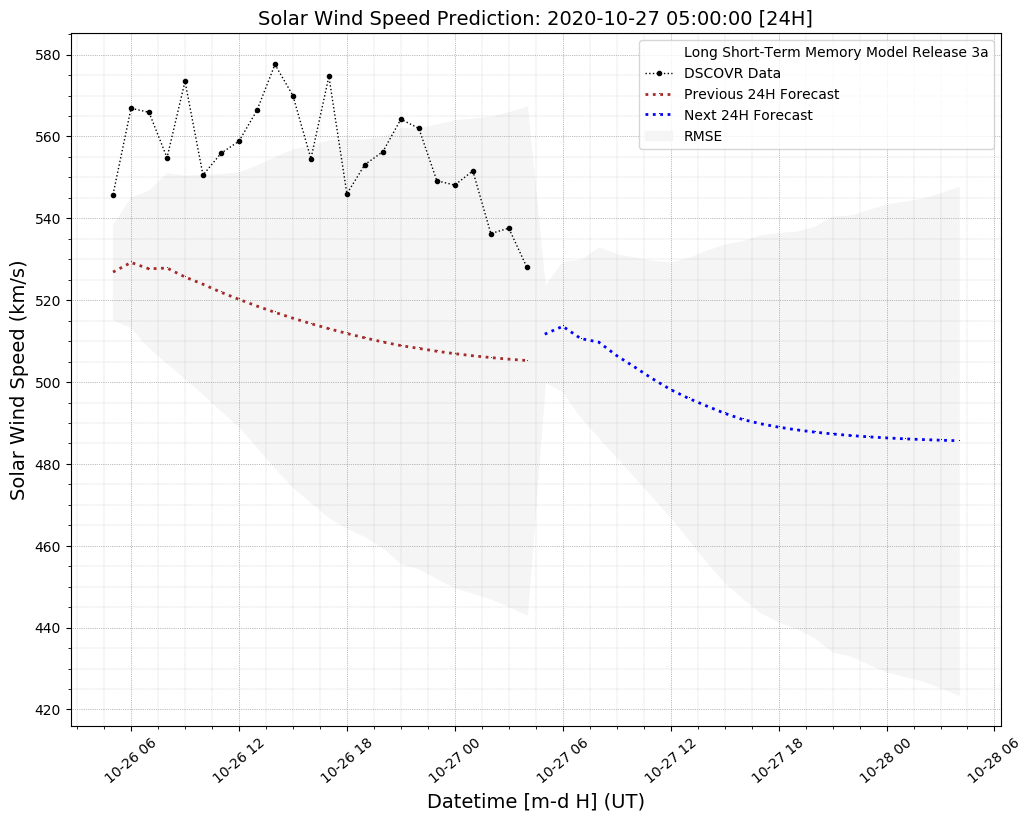 Solar Wind Speed Prediction: 2020-10-27 05:00:00 [24H]
Long Short-Term Memory Model Release 3a
DSCOVR Data
Previous 24H Forecast
Next 24H Forecast
RMSE
Solar Wind Speed (km/s)
580
560
540
520
500
480
460
440
420
10-26 06
10-26 12
10-26 18
10-27 00
10-27 06
10-27 12
10-27 18
10-28 00
10-28 06
Datetime [m-d H] (UT)